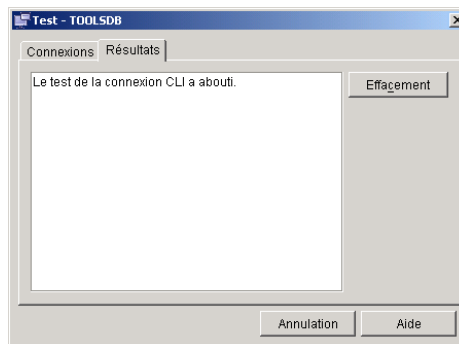 Test - TOOLSDB
Connexions Résultats
Le test de la connexion CLI a abouti.
Effacement
Annulation Aide